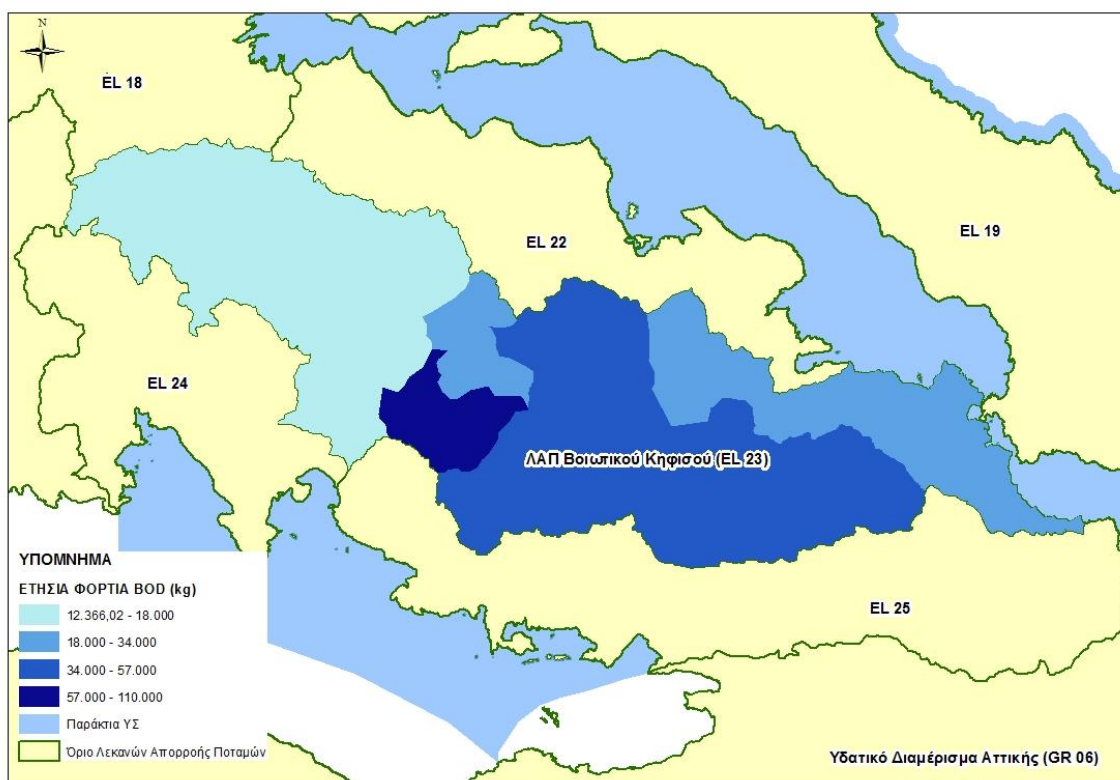 N
EL 18
EL 22
EL 19
EL 24
ΛΑΠ Βοιωτικού Κηφισού (EL 23)
EL 25
ΥΠΟΜΝΗΜΑ
ΕΤΗΣΙΑ ΦΟΡΤΙΑ BOD (kg)
12.366,02 - 18.000
18.000 - 34.000
34.000 - 57.000
57.000 - 110.000
Παράκτια ΥΣ
Όριο Λεκανών Απορροής Ποταμών
Υδατικό Διαμέρισμα Αττικής (GR 06)